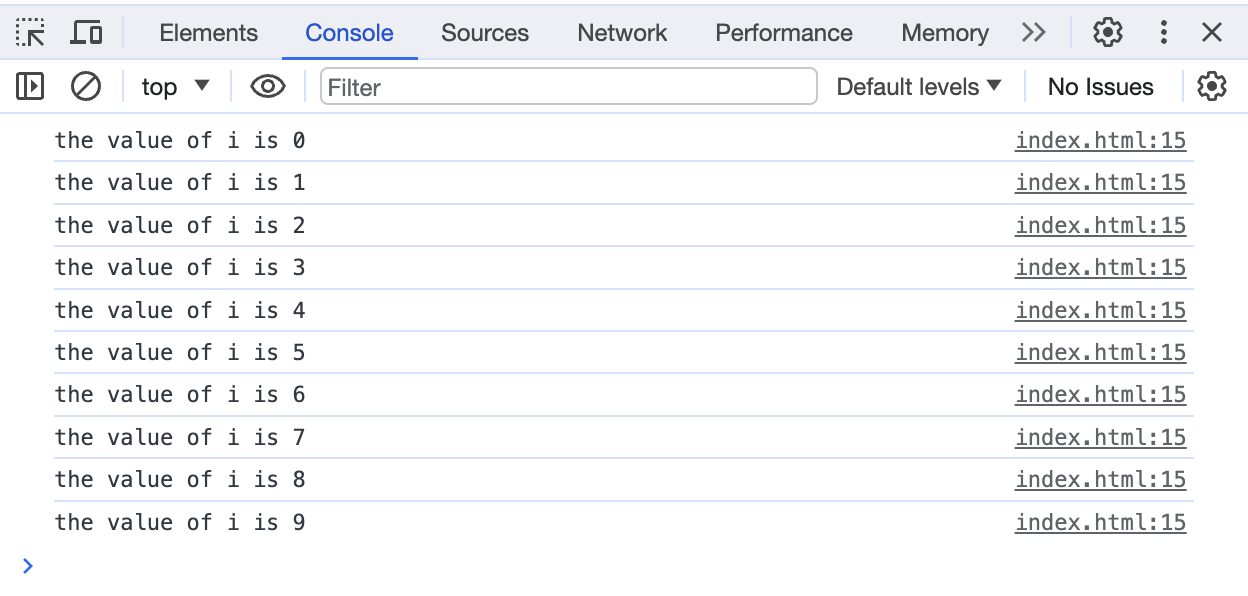 Elements Console Sources Network Performance Memory
top Filter Default levels No Issues
the value of i is 0 index.html:15
the value of i is 1 index.html:15
the value of i is 2 index.html:15
the value of i is 3 index.html:15
the value of i is 4 index.html:15
the value of i is 5 index.html:15
the value of i is 6 index.html:15
the value of i is 7 index.html:15
the value of i is 8 index.html:15
the value of i is 9 index.html:15